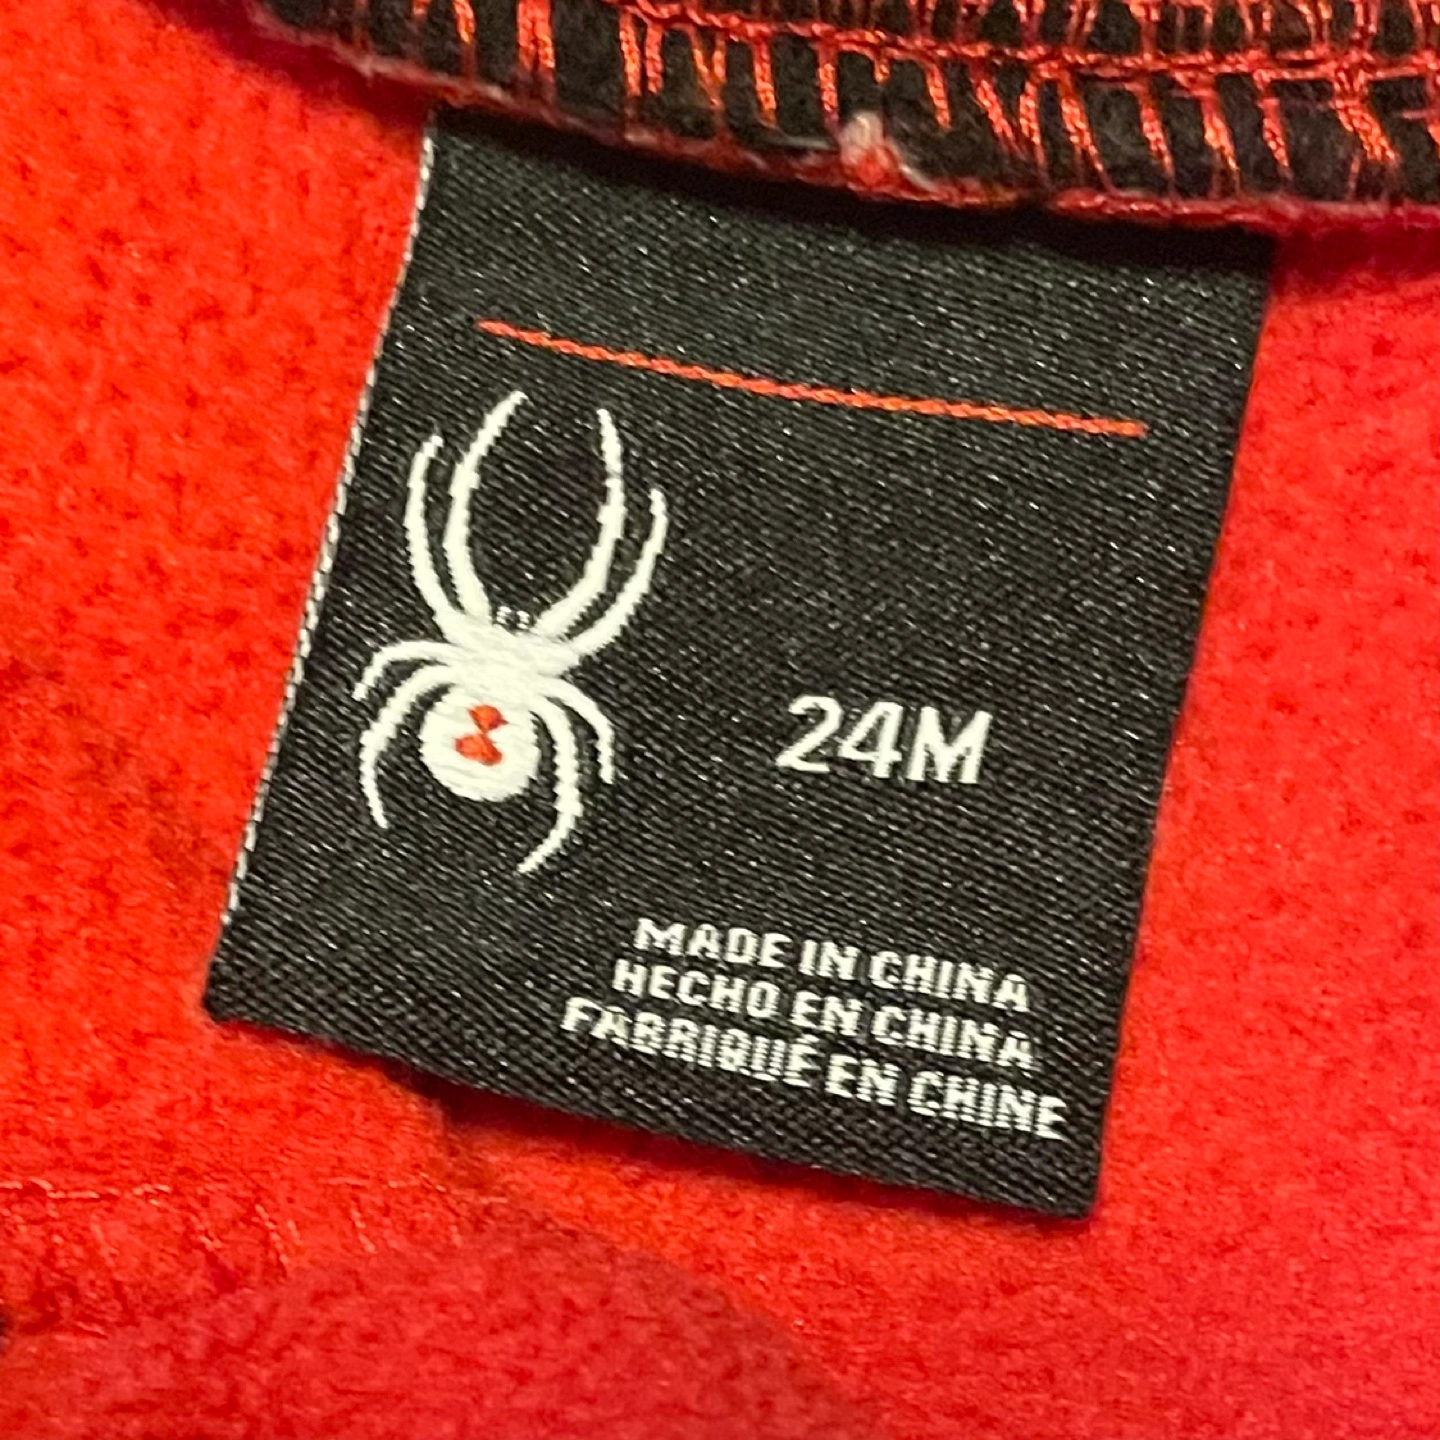 24M
MADE IN CHINA
HECHO EN CHINA
FABRIQUÉ EN CHINE